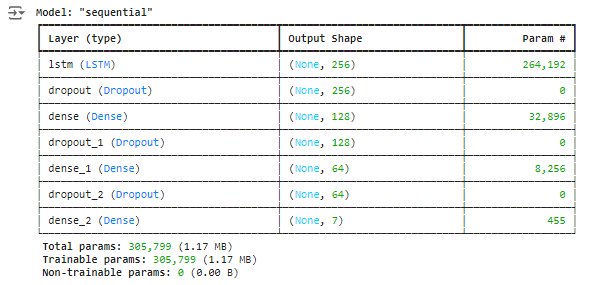 Model: "sequential"
Layer (type) Output Shape Param #
lstm (LSTM) (None, 256) 264,192
dropout (Dropout) (None, 256) 0
dense (Dense) (None, 128) 32,896
dropout_1 (Dropout) (None, 128) 0
dense_1 (Dense) (None, 64) 8,256
dropout_2 (Dropout) (None, 64) 0
dense_2 (Dense) (None, 7) 455
Total params: 305,799 (1.17 MB)
Trainable params: 305,799 (1.17 MB)
Non-trainable params: 0 (0.00 B)